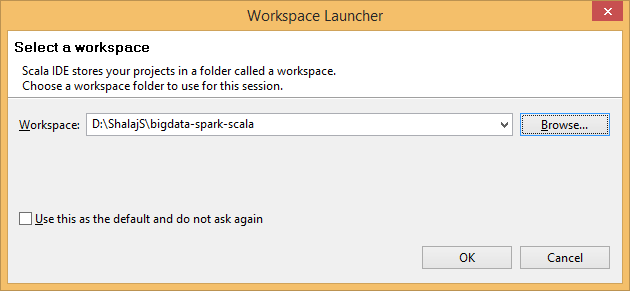 Workspace Launcher
Select a workspace
Scala IDE stores your projects in a folder called a workspace.
Choose a workspace folder to use for this session.
Workspace: D:\ShalajS\bigdata-spark-scala Browse...
Use this as the default and do not ask again
OK Cancel